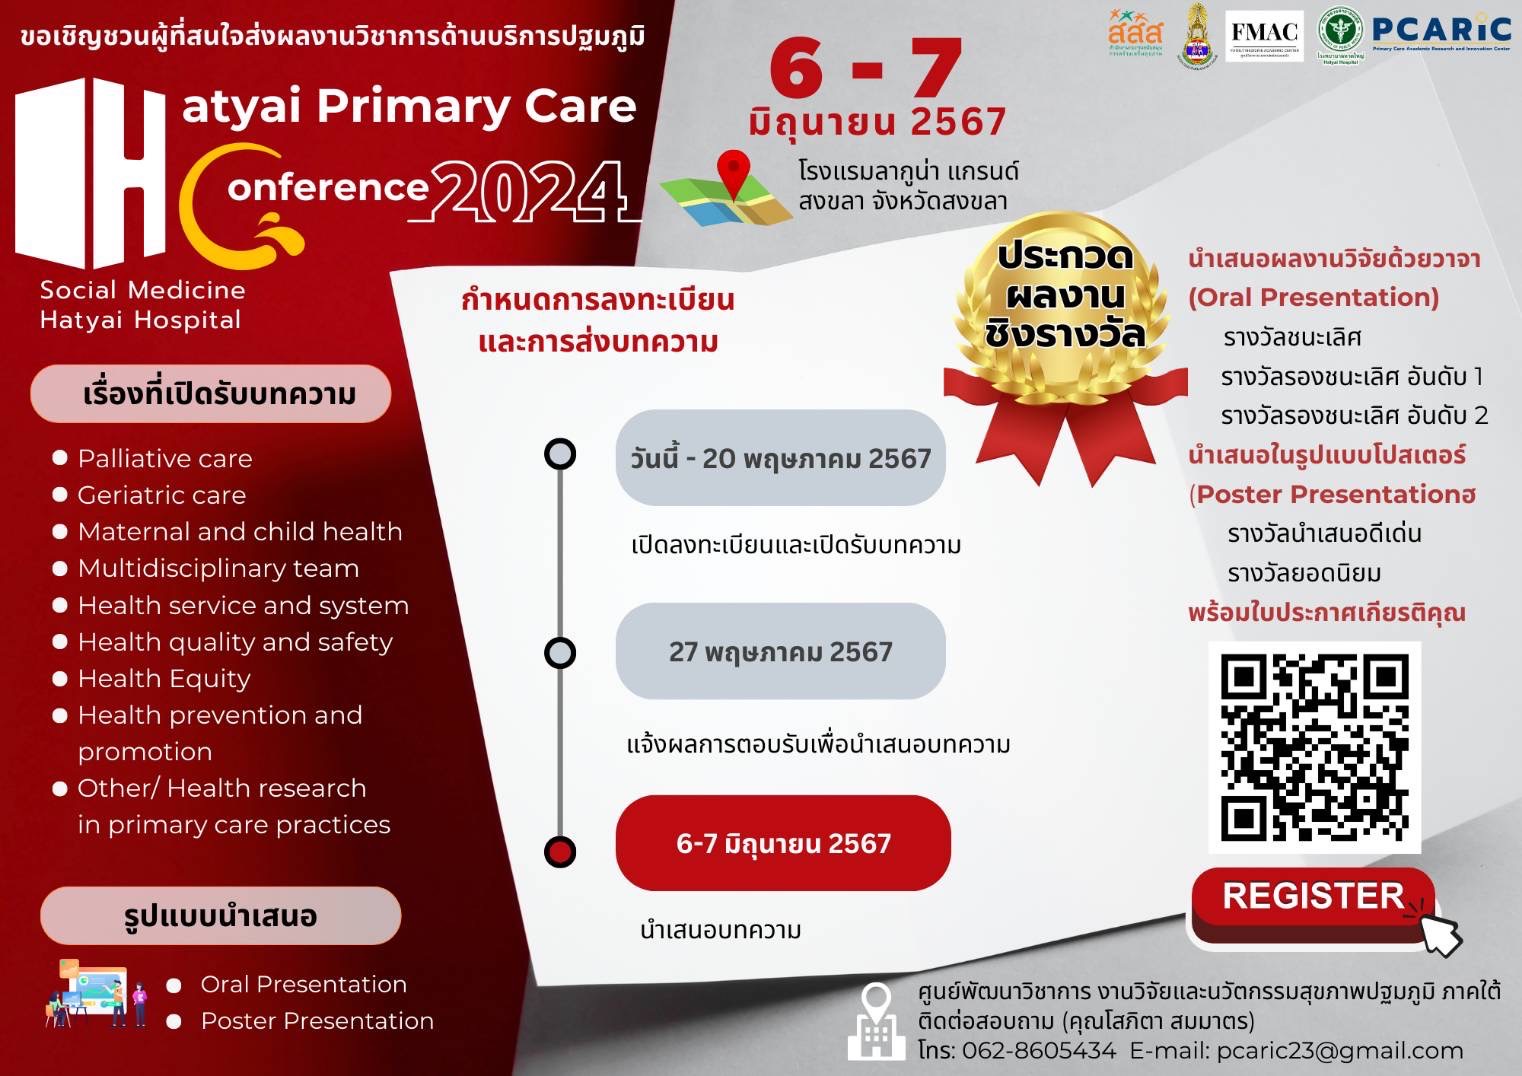 ขอเชิญชวนผู้ที่สนใจส่งผลงานวิชาการด้านบริการปฐมภูมิ
Hatyai Primary Care
Conference 2024
Social Medicine
Hatyai Hospital
6 - 7
มิถุนายน 2567
โรงแรมลากูน่า แกรนด์
สงขลา จังหวัดสงขลา
สสส
FMAC
Hatyai Hospital
PCARIC
Primary Care Academic Research and Innovation Center
เรื่องที่เปิดรับบทความ
Palliative care
Geriatric care
Maternal and child health
Multidisciplinary team
Health service and system
Health quality and safety
Health Equity
Health prevention and
promotion
Other/ Health research
in primary care practices
รูปแบบนำเสนอ
Oral Presentation
Poster Presentation
กำหนดการลงทะเบียน
และการส่งบทความ
วันนี้ - 20 พฤษภาคม 2567
เปิดลงทะเบียนและเปิดรับบทความ
27 พฤษภาคม 2567
แจ้งผลการตอบรับเพื่อนำเสนอบทความ
6-7 มิถุนายน 2567
นำเสนอบทความ
ประกวด
ผลงาน
ชิงรางวัล
นำเสนอผลงานวิจัยด้วยวาจา
(Oral Presentation)
รางวัลชนะเลิศ
รางวัลรองชนะเลิศ อันดับ 1
รางวัลรองชนะเลิศ อันดับ 2
นำเสนอในรูปแบบโปสเตอร์
(Poster Presentationฮ
รางวัลนำเสนอดีเด่น
รางวัลยอดนิยม
พร้อมใบประกาศเกียรติคุณ
REGISTER
ศูนย์พัฒนาวิชาการ งานวิจัยและนวัตกรรมสุขภาพปฐมภูมิ ภาคใต้
ติดต่อสอบถาม (คุณโสภิตา สมมาตร)
โทร: 062-8605434 E-mail: pcaric23@gmail.com